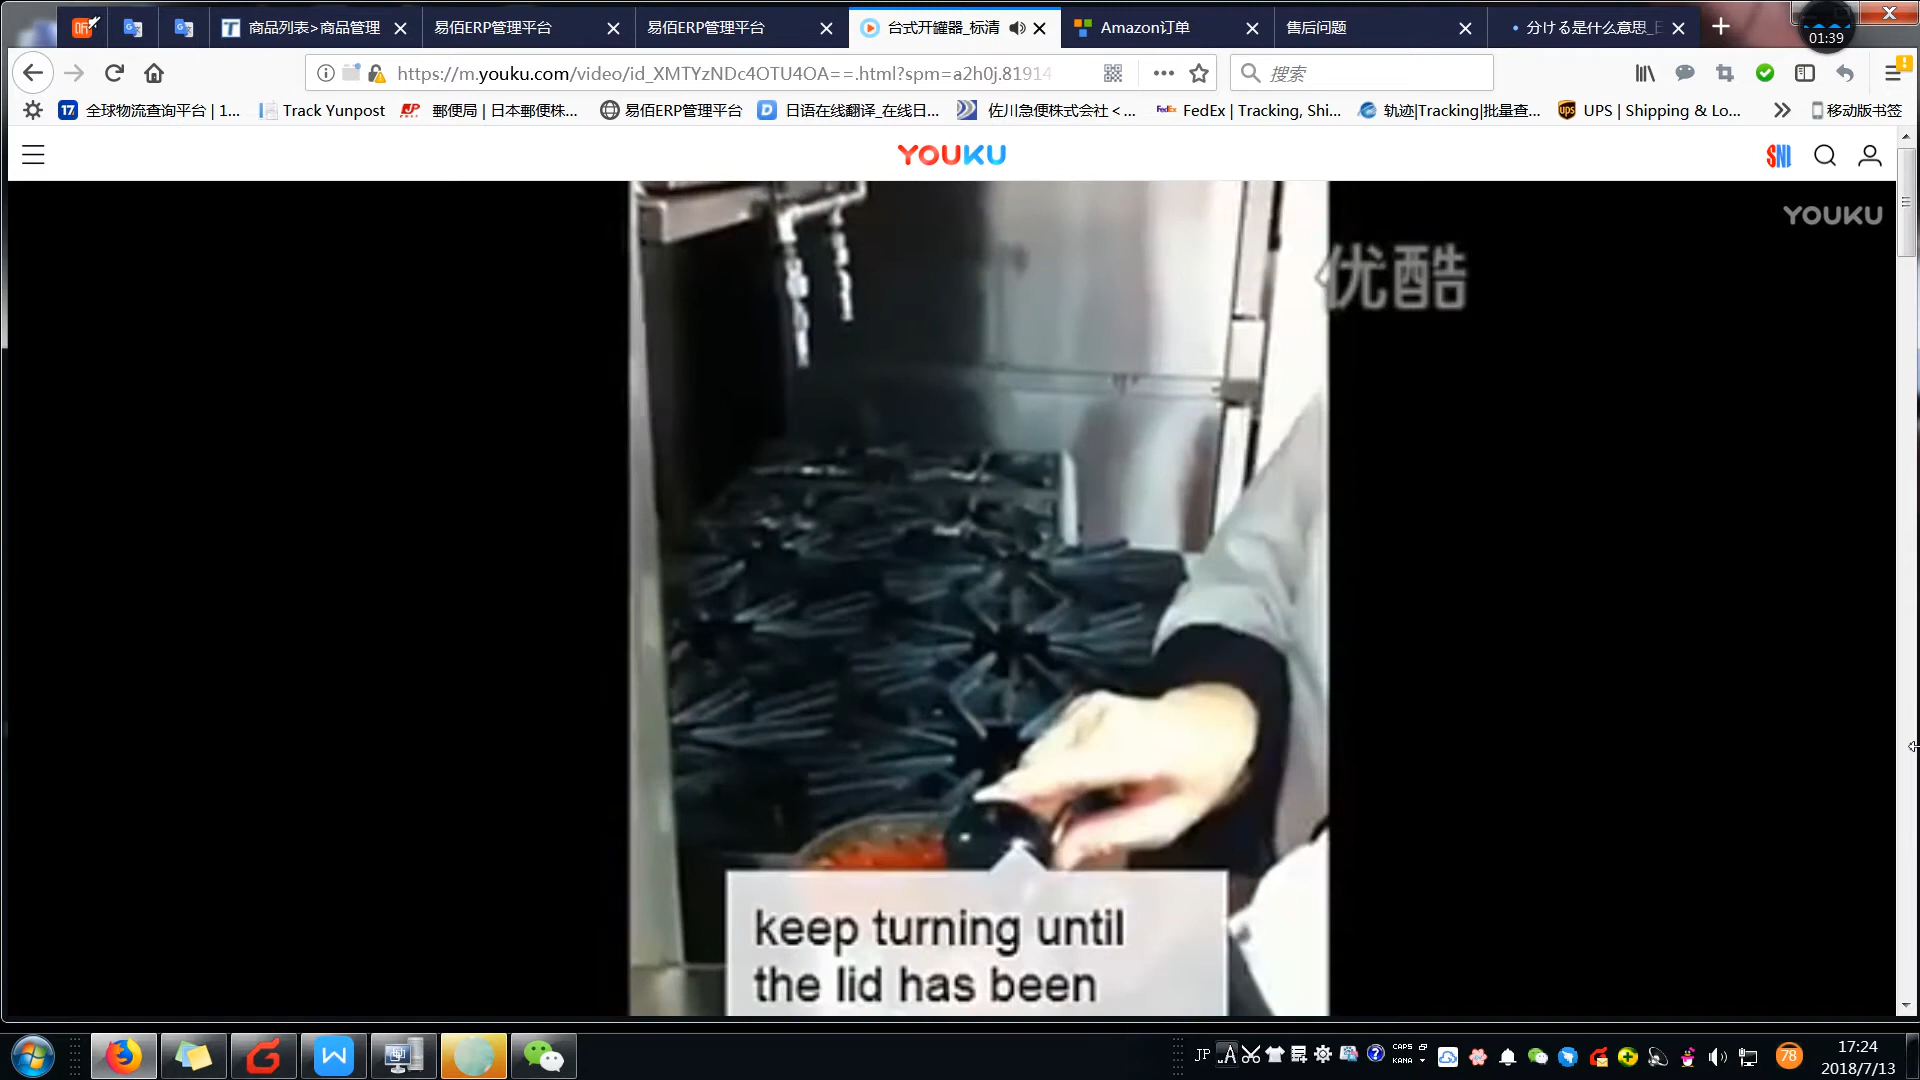 商品列表>商品管理
易佰ERP管理平台
易佰ERP管理平台
台式开罐器_标清
Amazon订单
售后问题
分ける是什么意思_
01:39
https://m.youku.com/video/id_XMTYzNDc4OTU4OA==.html?spm=a2h0j.81914
搜索
17 全球物流查询平台 | 1...
Track Yunpost
郵便局 | 日本郵便株...
易佰ERP管理平台
D 日语在线翻译_在线日...
佐川急便株式会社 <...
FedEx FedEx | Tracking, Shi...
轨迹|Tracking|批量查...
ups UPS | Shipping & Lo...
移动版书签
YOUKU
YOUKU
优酷
keep turning until
the lid has been
JP
A
CAPS
KANA
78
17:24
2018/7/13